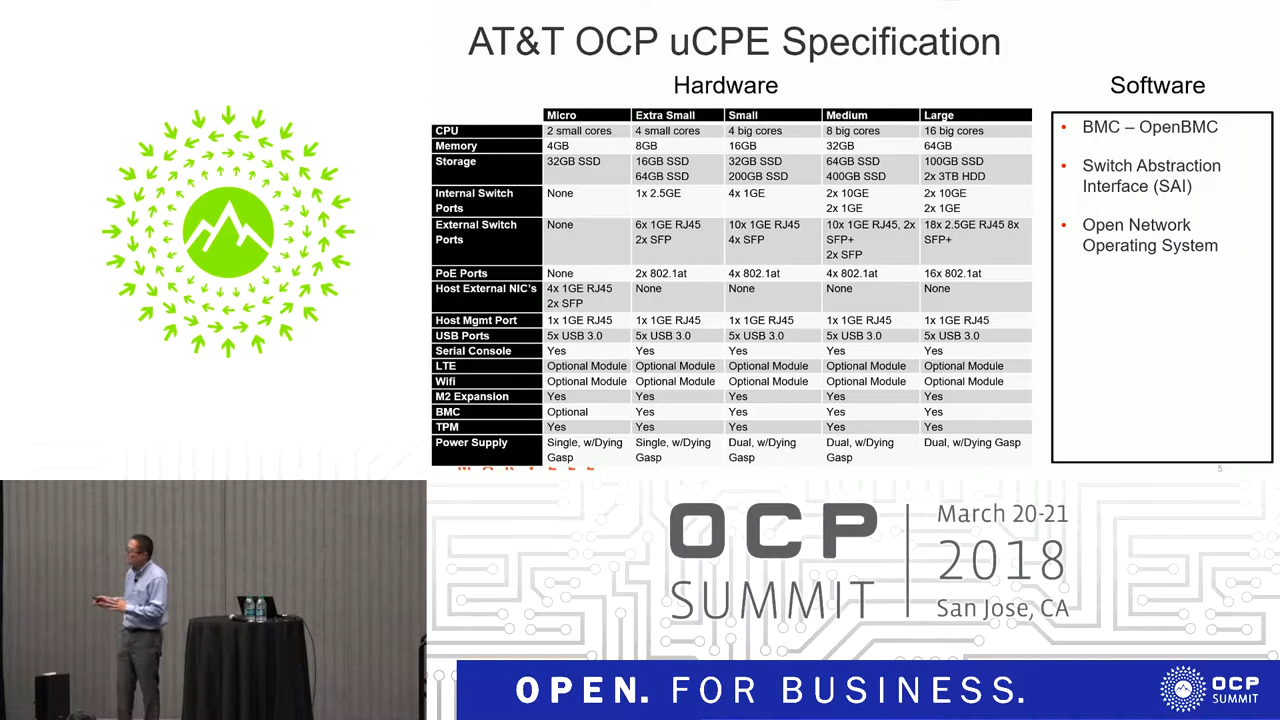 AT&T OCP uCPE Specification
Hardware
Software
Micro Extra Small Small Medium Large
CPU 2 small cores 4 small cores 4 big cores 8 big cores 16 big cores
Memory 4GB 8GB 16GB 32GB 64GB
Storage 32GB SSD 16GB SSD 32GB SSD 64GB SSD 100GB SSD
64GB SSD 200GB SSD 400GB SSD 2x 3TB HDD
Internal Switch None 1x 2.5GE 4x 1GE 2x 10GE 2x 10GE
Ports 2x 1GE 2x 1GE
External Switch None 6x 1GE RJ45 10x 1GE RJ45 10x 1GE RJ45, 2x 18x 2.5GE RJ45 8x
Ports 2x SFP 4x SFP SFP+ SFP+
2x SFP
PoE Ports None 2x 802.1at 4x 802.1at 4x 802.1at 16x 802.1at
Host External NIC's 4x 1GE RJ45 None None None None
2x SFP
Host Mgmt Port 1x 1GE RJ45 1x 1GE RJ45 1x 1GE RJ45 1x 1GE RJ45 1x 1GE RJ45
USB Ports 5x USB 3.0 5x USB 3.0 5x USB 3.0 5x USB 3.0 5x USB 3.0
Serial Console Yes Yes Yes Yes Yes
LTE Optional Module Optional Module Optional Module Optional Module Optional Module
Wifi Optional Module Optional Module Optional Module Optional Module Optional Module
M2 Expansion Yes Yes Yes Yes Yes
BMC Optional Yes Yes Yes Yes
TPM Yes Yes Yes Yes Yes
Power Supply Single, w/Dying Single, w/Dying Dual, w/Dying Dual, w/Dying Dual, w/Dying Gasp
Gasp Gasp Gasp Gasp
• BMC – OpenBMC
• Switch Abstraction
Interface (SAI)
• Open Network
Operating System
5
OCP
SUMMIT
March 20-21
2018
San Jose, CA
OPEN. FOR BUSINESS.
OCP
SUMMIT